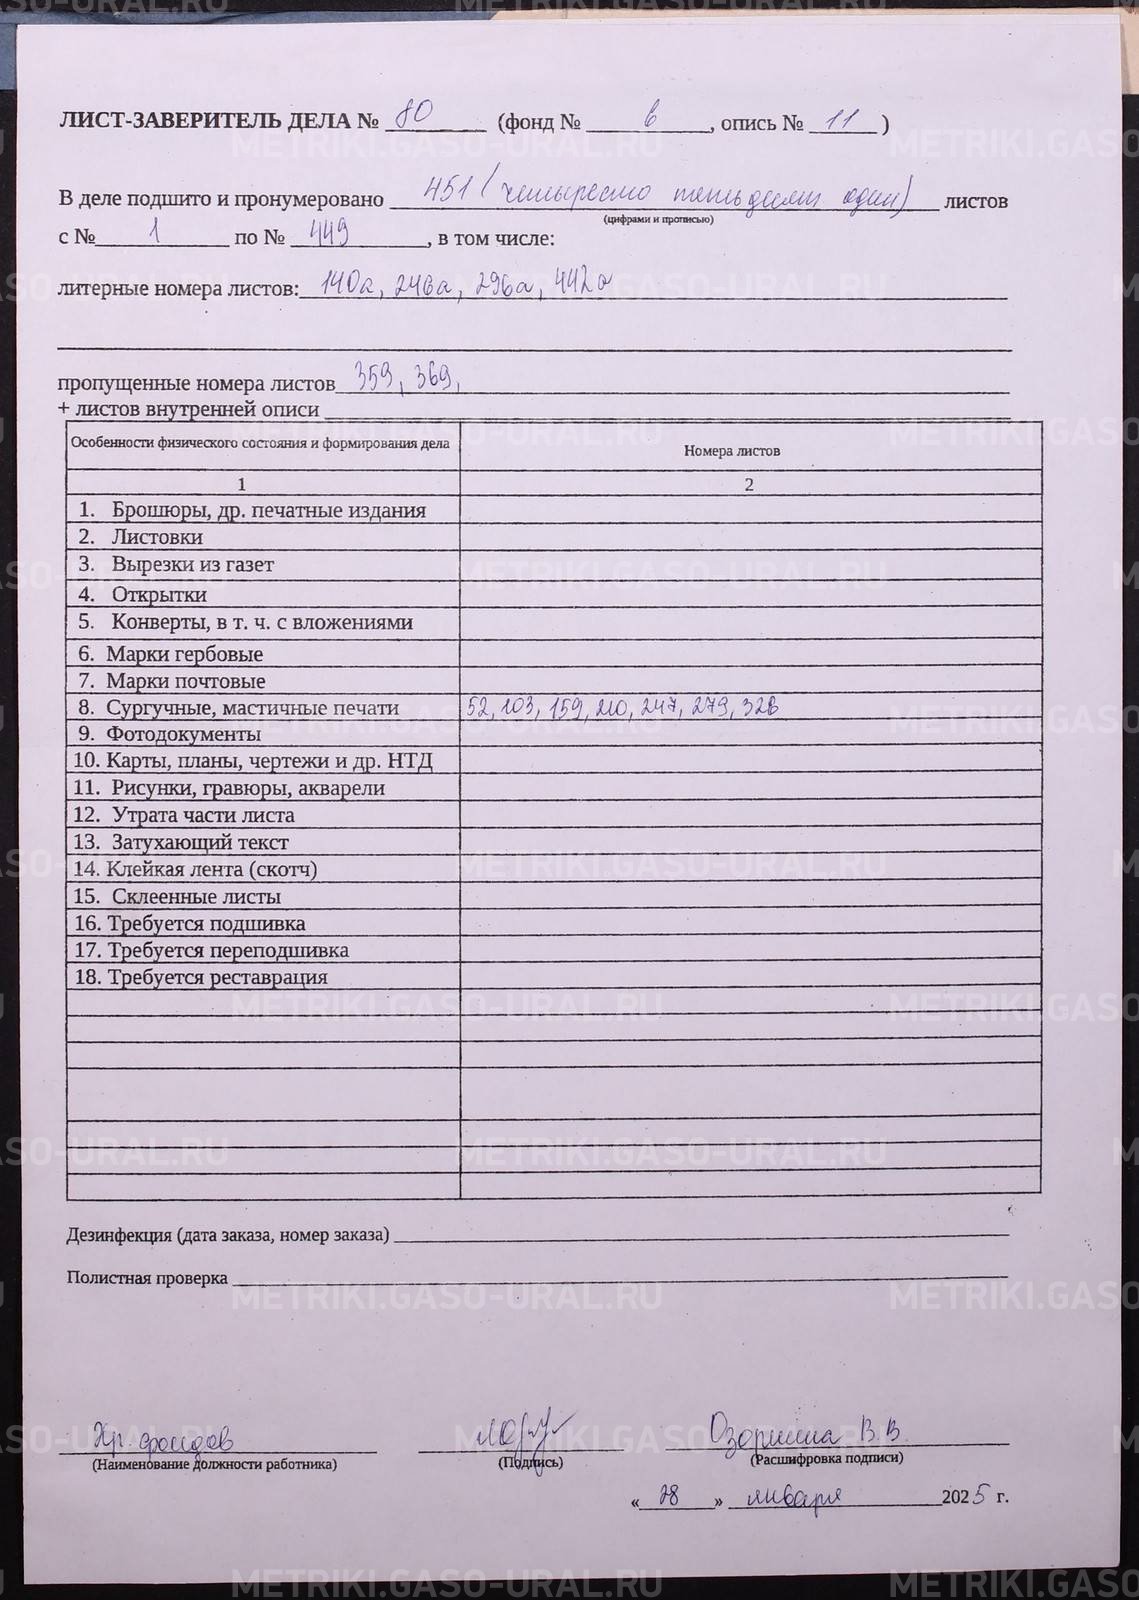 ЛИСТ-ЗАВЕРИТЕЛЬ ДЕЛА № 80 (фонд № 6, опись № 11)
В деле подшито и пронумеровано 451 (четыресто пятьдесят один) листов
(цифрами и прописью)
с № 1 по № 449, в том числе:
литерные номера листов: 140а, 246а, 296а, 442а
пропущенные номера листов 359, 369,
+ листов внутренней описи
Особенности физического состояния и формирования дела Номера листов
1 2
1. Брошюры, др. печатные издания
2. Листовки
3. Вырезки из газет
4. Открытки
5. Конверты, в т. ч. с вложениями
6. Марки гербовые
7. Марки почтовые
8. Сургучные, мастичные печати 52, 103, 159, 210, 247, 279, 328
9. Фотодокументы
10. Карты, планы, чертежи и др. НТД
11. Рисунки, гравюры, акварели
12. Утрата части листа
13. Затухающий текст
14. Клейкая лента (скотч)
15. Склеенные листы
16. Требуется подшивка
17. Требуется переподшивка
18. Требуется реставрация
Дезинфекция (дата заказа, номер заказа)
Полистная проверка
Хр. фондов В.В.
(Наименование должности работника) (Подпись) (Расшифровка подписи)
«28» января 2025 г.
METRIKI.GASO-URAL.RU